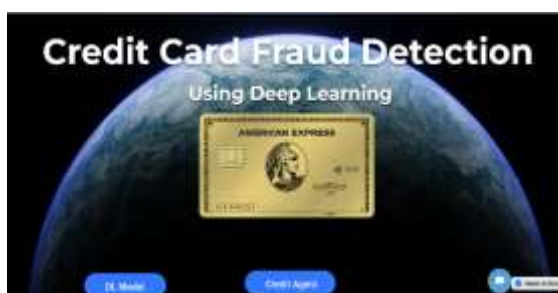 Credit Card Fraud Detection
Using Deep Learning
AMERICAN EXPRESS
DL Model
Credit Agent